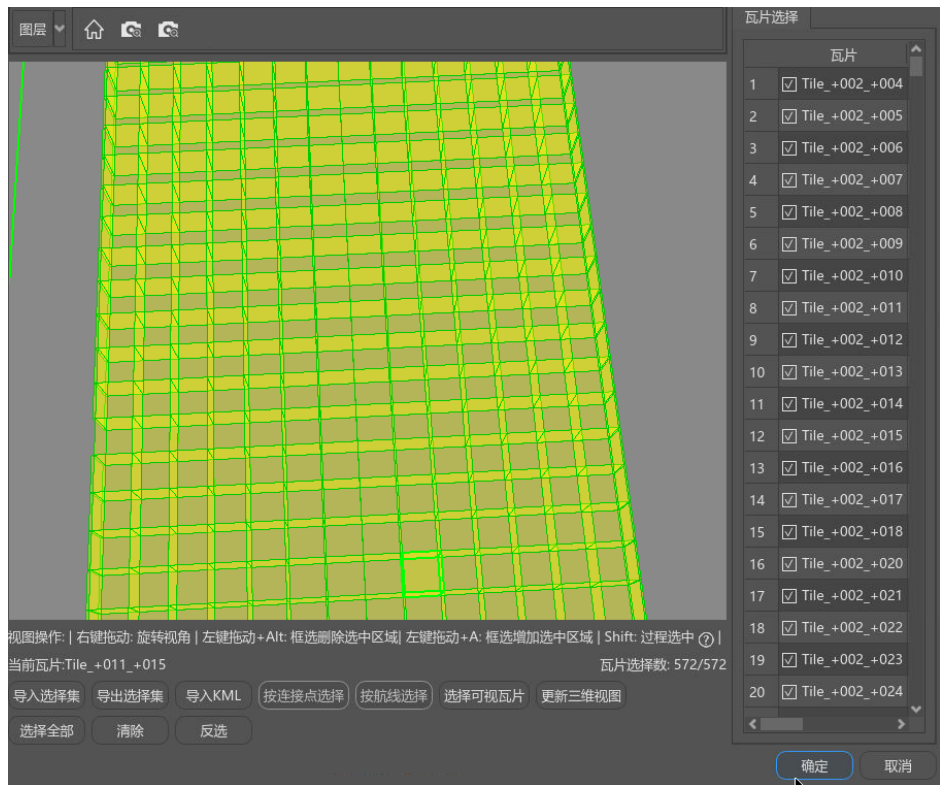 图层
瓦片选择
瓦片
1 Tile_+002_+004
2 Tile_+002_+005
3 Tile_+002_+006
4 Tile_+002_+007
5 Tile_+002_+008
6 Tile_+002_+009
7 Tile_+002_+010
8 Tile_+002_+011
9 Tile_+002_+012
10 Tile_+002_+013
11 Tile_+002_+014
12 Tile_+002_+015
13 Tile_+002_+016
14 Tile_+002_+017
15 Tile_+002_+018
16 Tile_+002_+020
17 Tile_+002_+021
18 Tile_+002_+022
19 Tile_+002_+023
20 Tile_+002_+024
视图操作: | 右键拖动: 旋转视角 | 左键拖动+Alt: 框选删除选中区域| 左键拖动+A: 框选增加选中区域 | Shift: 过程选中 ? |
当前瓦片:Tile_+011_+015 瓦片选择数: 572/572
导入选择集 导出选择集 导入KML 按连接点选择 按航线选择 选择可视瓦片 更新三维视图
选择全部 清除 反选
确定 取消